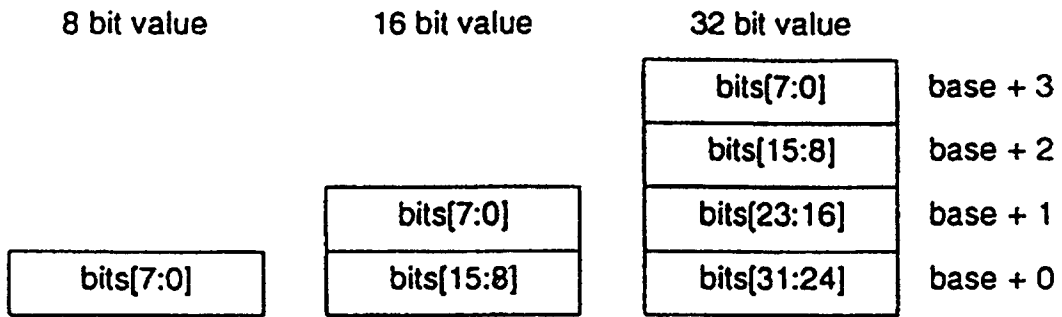 8 bit value 16 bit value 32 bit value
bits[7:0] base + 3
bits[15:8] base + 2
bits[7:0] bits[23:16] base + 1
bits[7:0] bits[15:8] bits[31:24] base + 0